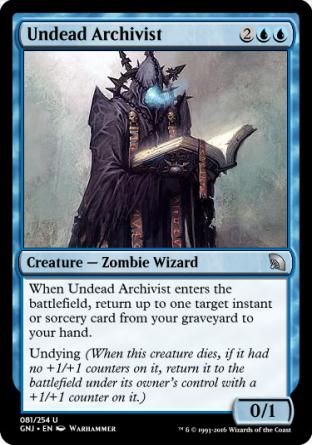 Undead Archivist 2
Creature — Zombie Wizard
When Undead Archivist enters the
battlefield, return up to one target instant
or sorcery card from your graveyard to
your hand.
Undying (When this creature dies, if it had
no +1/+1 counters on it, return it to the
battlefield under its owner's control with a
+1/+1 counter on it.)
0/1
081/254 U
GNJ • EN Warhammer
™ & © 1993-2016 Wizards of the Coast